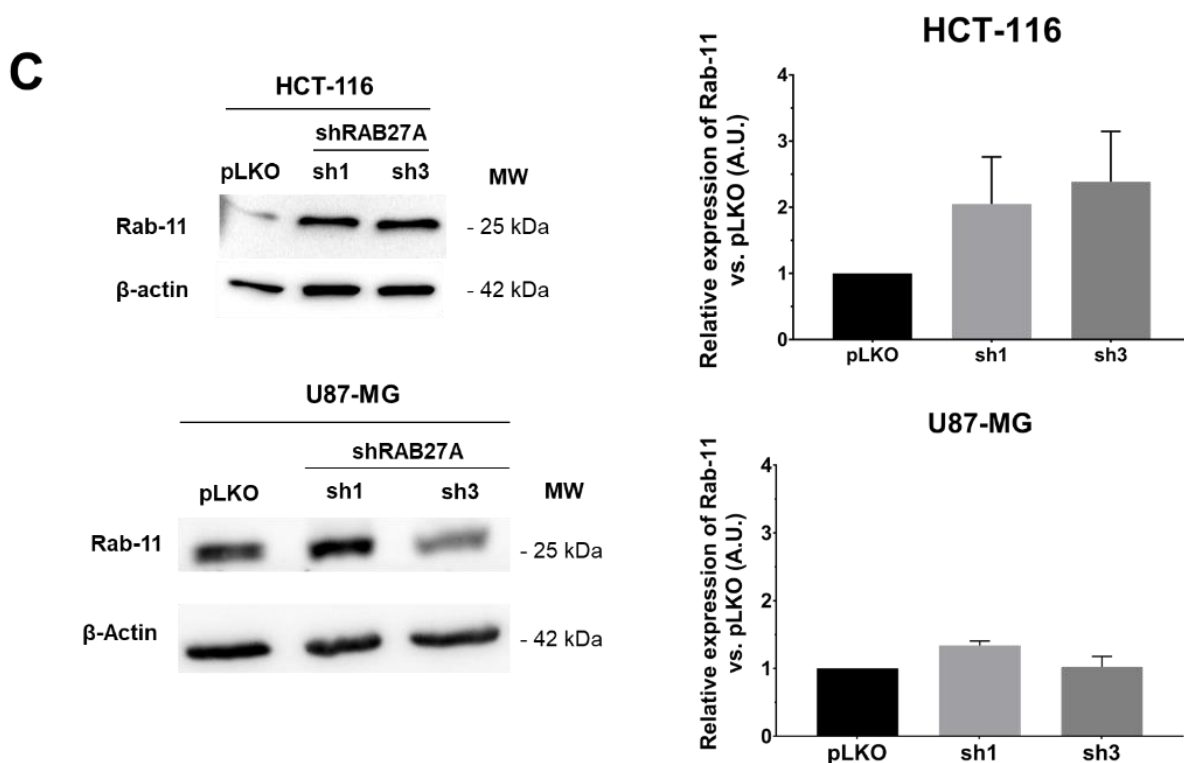 C
HCT-116
shRAB27A
pLKO sh1 sh3 MW
Rab-11 - 25 kDa
β-actin - 42 kDa
U87-MG
shRAB27A
pLKO sh1 sh3 MW
Rab-11 - 25 kDa
β-Actin - 42 kDa
HCT-116
Relative expression of Rab-11
vs. pLKO (A.U.)
4
3
2
1
0
pLKO sh1 sh3
U87-MG
Relative expression of Rab-11
vs. pLKO (A.U.)
4
3
2
1
0
pLKO sh1 sh3